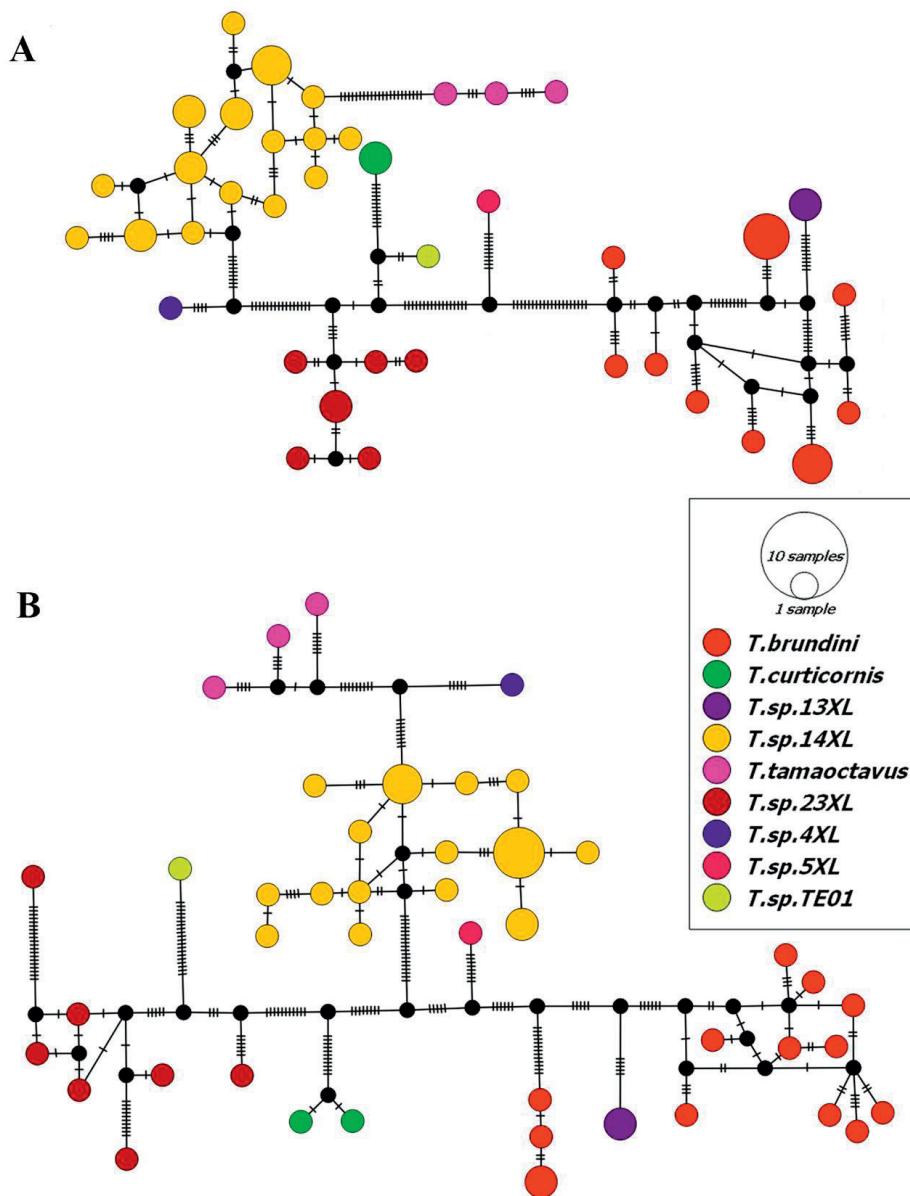 A
B
10 samples
1 sample
T.brundini
T.curticornis
T.sp.13XL
T.sp.14XL
T.tamaoctavus
T.sp.23XL
T.sp.4XL
T.sp.5XL
T.sp.TE01